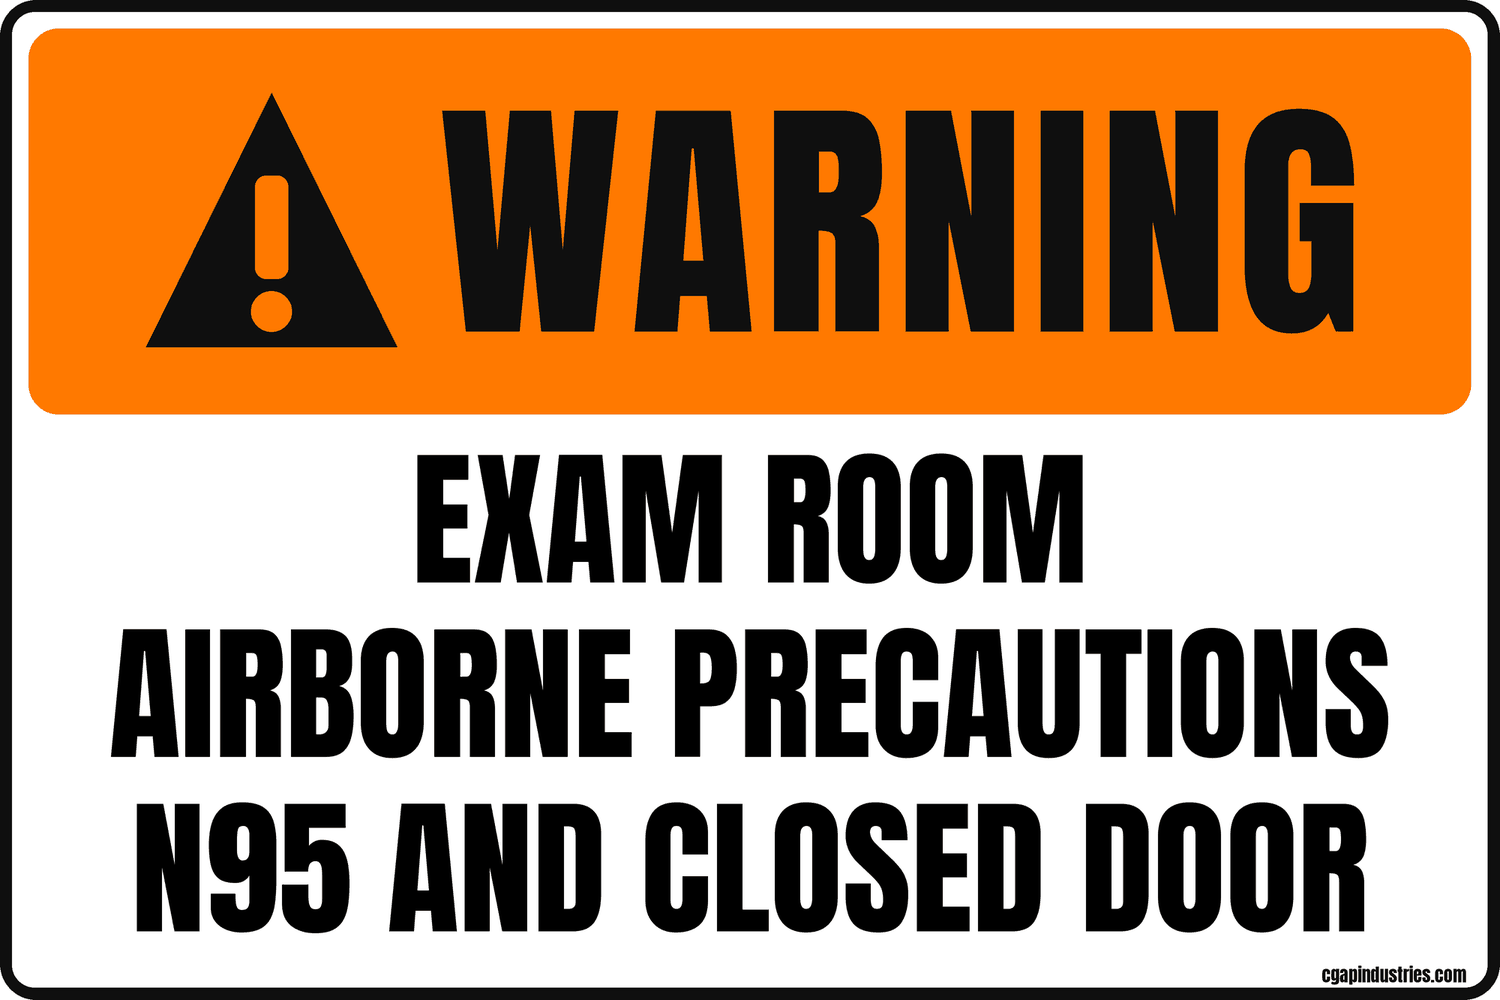 WARNING
EXAM ROOM
AIRBORNE PRECAUTIONS
N95 AND CLOSED DOOR
cgapindustries.com